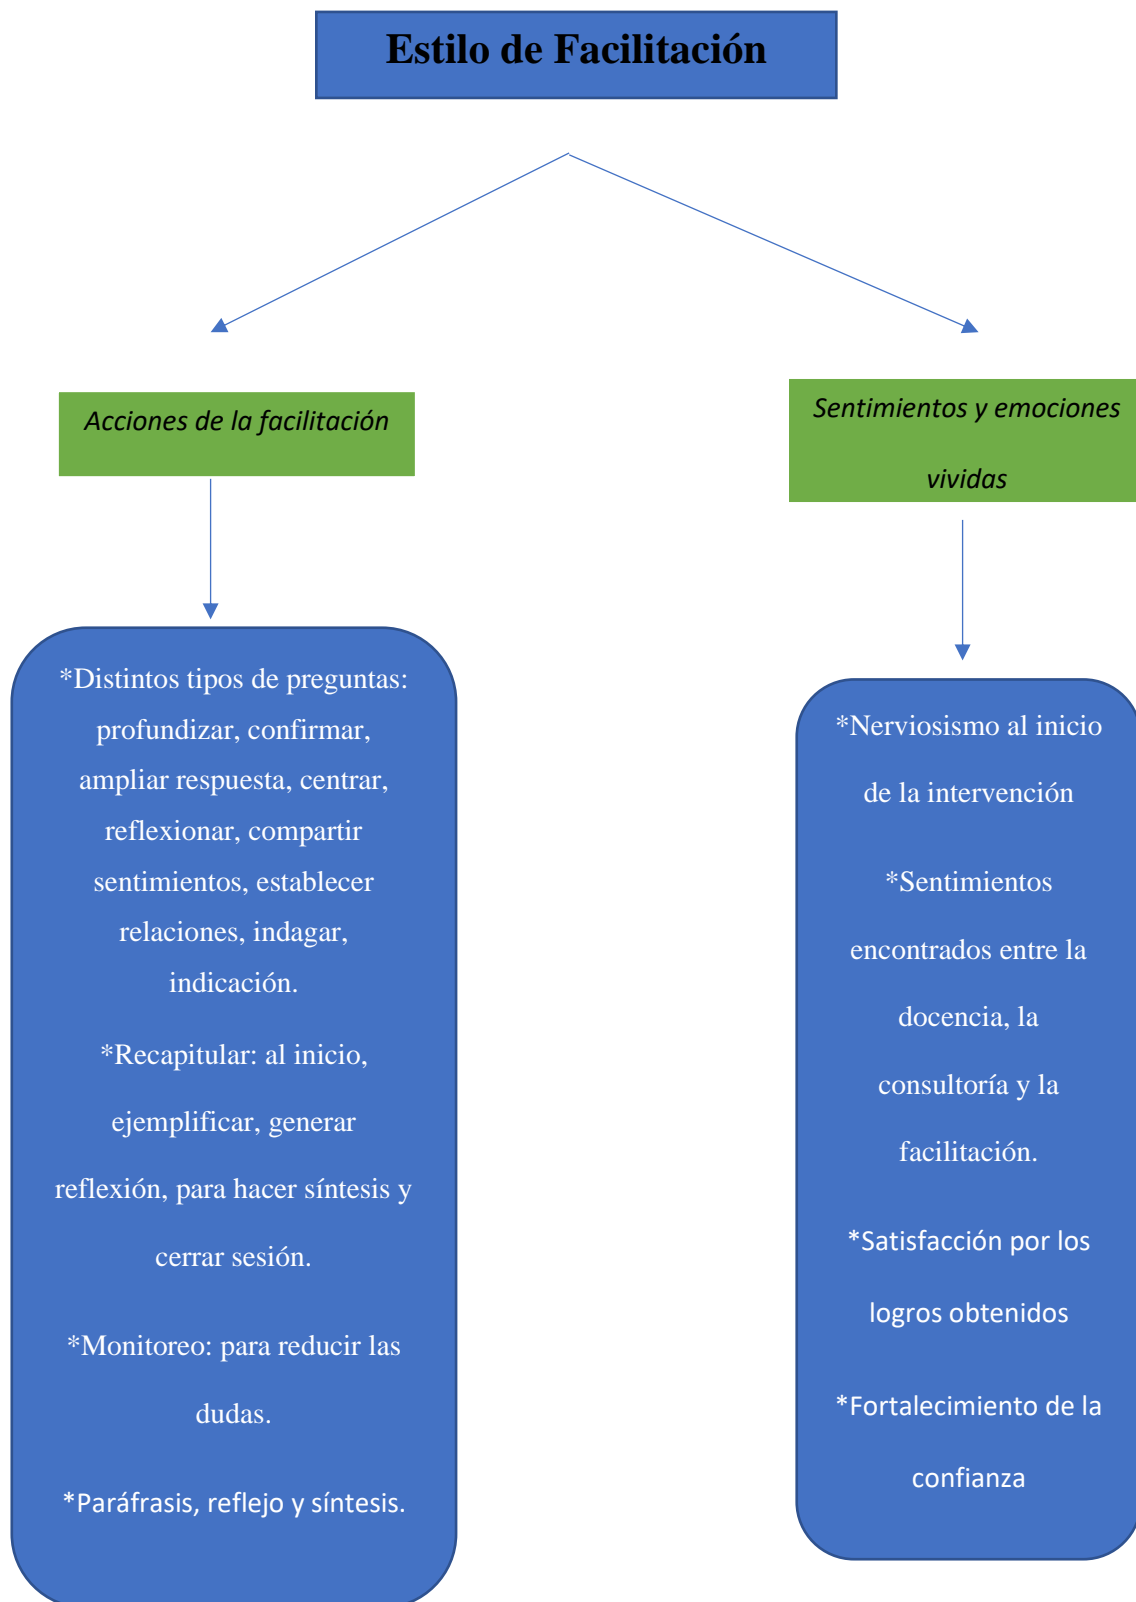 Estilo de Facilitación
Acciones de la facilitación
Sentimientos y emociones
vividas
*Distintos tipos de preguntas:
profundizar, confirmar,
ampliar respuesta, centrar,
reflexionar, compartir
sentimientos, establecer
relaciones, indagar,
indicación.
*Recapitular: al inicio,
ejemplificar, generar
reflexión, para hacer síntesis y
cerrar sesión.
*Monitoreo: para reducir las
dudas.
*Paráfrasis, reflejo y síntesis.
*Nerviosismo al inicio
de la intervención
*Sentimientos
encontrados entre la
docencia, la
consultoría y la
facilitación.
*Satisfacción por los
logros obtenidos
*Fortalecimiento de la
confianza